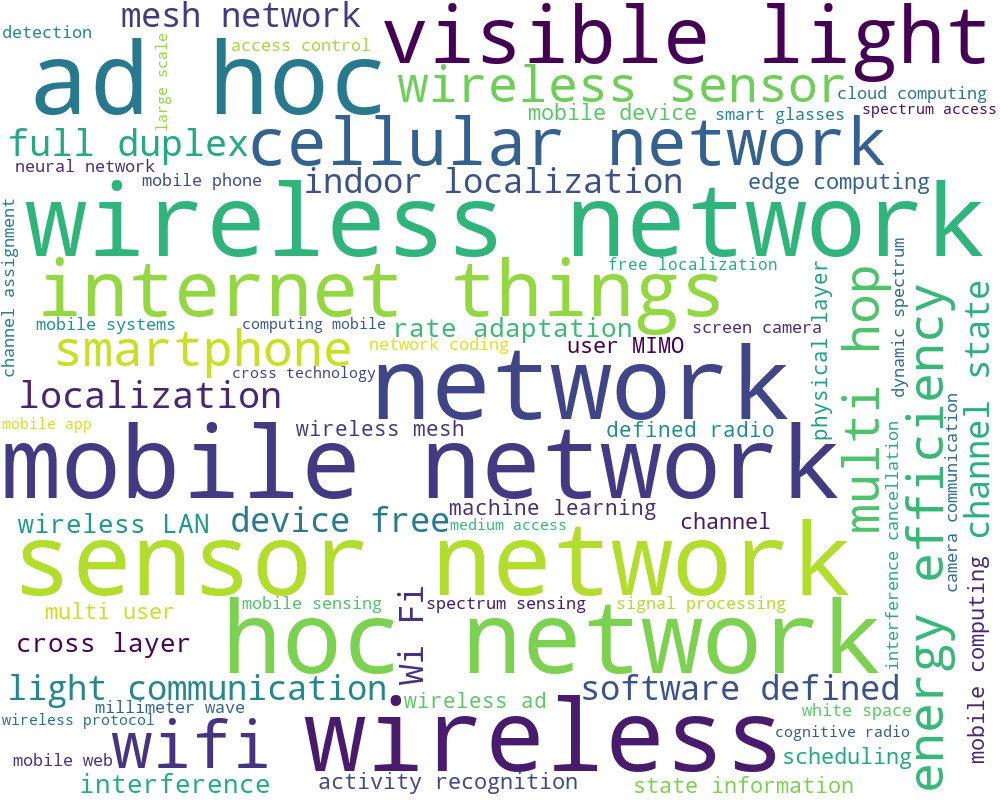 mesh network
visible light
detection
access control
large scale
ad hoc
wireless sensor
cloud computing
mobile device
smart glasses
spectrum access
full duplex
cellular network
neural network
mobile phone
indoor localization
edge computing
channel assignment
wireless network
internet things
free localization
physical layer
multi hop
dynamic spectrum
energy efficiency
channel state
mobile systems
computing mobile
rate adaptation
screen camera
smartphone
network coding
user MIMO
cross technology
network
localization
mobile app
wireless mesh
defined radio
mobile network
camera communication
interference cancellation
machine learning
wireless LAN
device free
medium access
channel
sensor network
mobile computing
mobile sensing
Wi Fi
spectrum sensing
signal processing
multi user
hoc network
cross layer
light communication
software defined
wireless ad
millimeter wave
white space
wireless protocol
wifi
wireless
cognitive radio
mobile web
scheduling
interference
activity recognition
state information